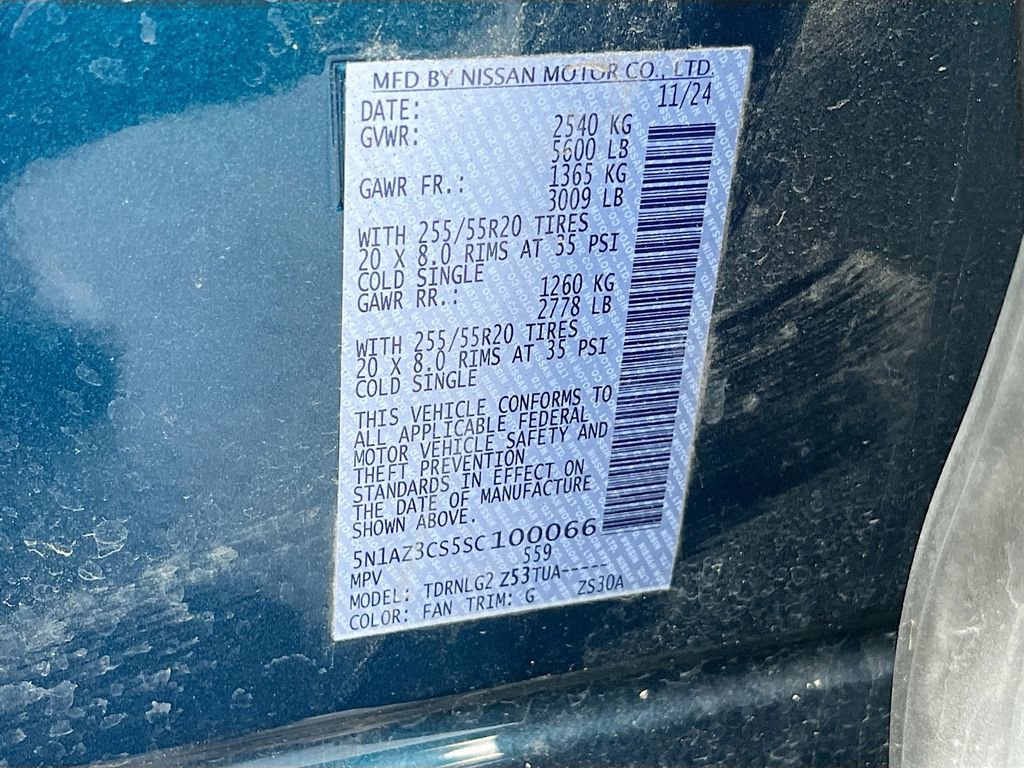 MFD BY NISSAN MOTOR CO., LTD.
DATE: 11/24
GVWR: 2540 KG
5600 LB
GAWR FR.: 1365 KG
3009 LB
WITH 255/55R20 TIRES
20 X 8.0 RIMS AT 35 PSI
COLD SINGLE
GAWR RR.: 1260 KG
2778 LB
WITH 255/55R20 TIRES
20 X 8.0 RIMS AT 35 PSI
COLD SINGLE
THIS VEHICLE CONFORMS TO
ALL APPLICABLE FEDERAL
MOTOR VEHICLE SAFETY AND
THEFT PREVENTION
STANDARDS IN EFFECT ON
THE DATE OF MANUFACTURE
SHOWN ABOVE.
5N1AZ3CS5SC100066
MPV 559
MODEL: TDRNLG2 Z53TUA-----
COLOR: FAN TRIM: G ZS30A